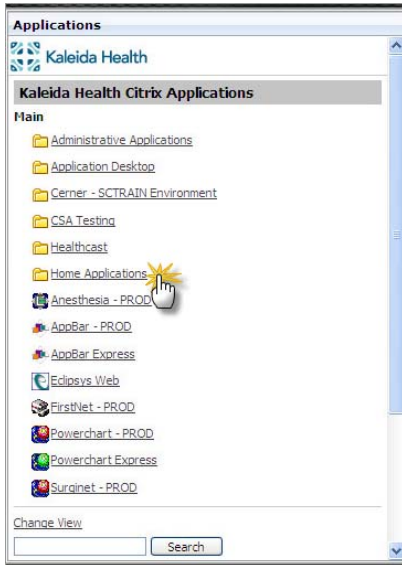 Applications
Kaleida Health
Kaleida Health Citrix Applications
Main
Administrative Applications
Application Desktop
Cerner - SCTRAIN Environment
CSA Testing
Healthcast
Home Applications
Anesthesia - PROD
AppBar - PROD
AppBar Express
Eclipsys Web
FirstNet - PROD
Powerchart - PROD
Powerchart Express
Surginet - PROD
Change View
Search